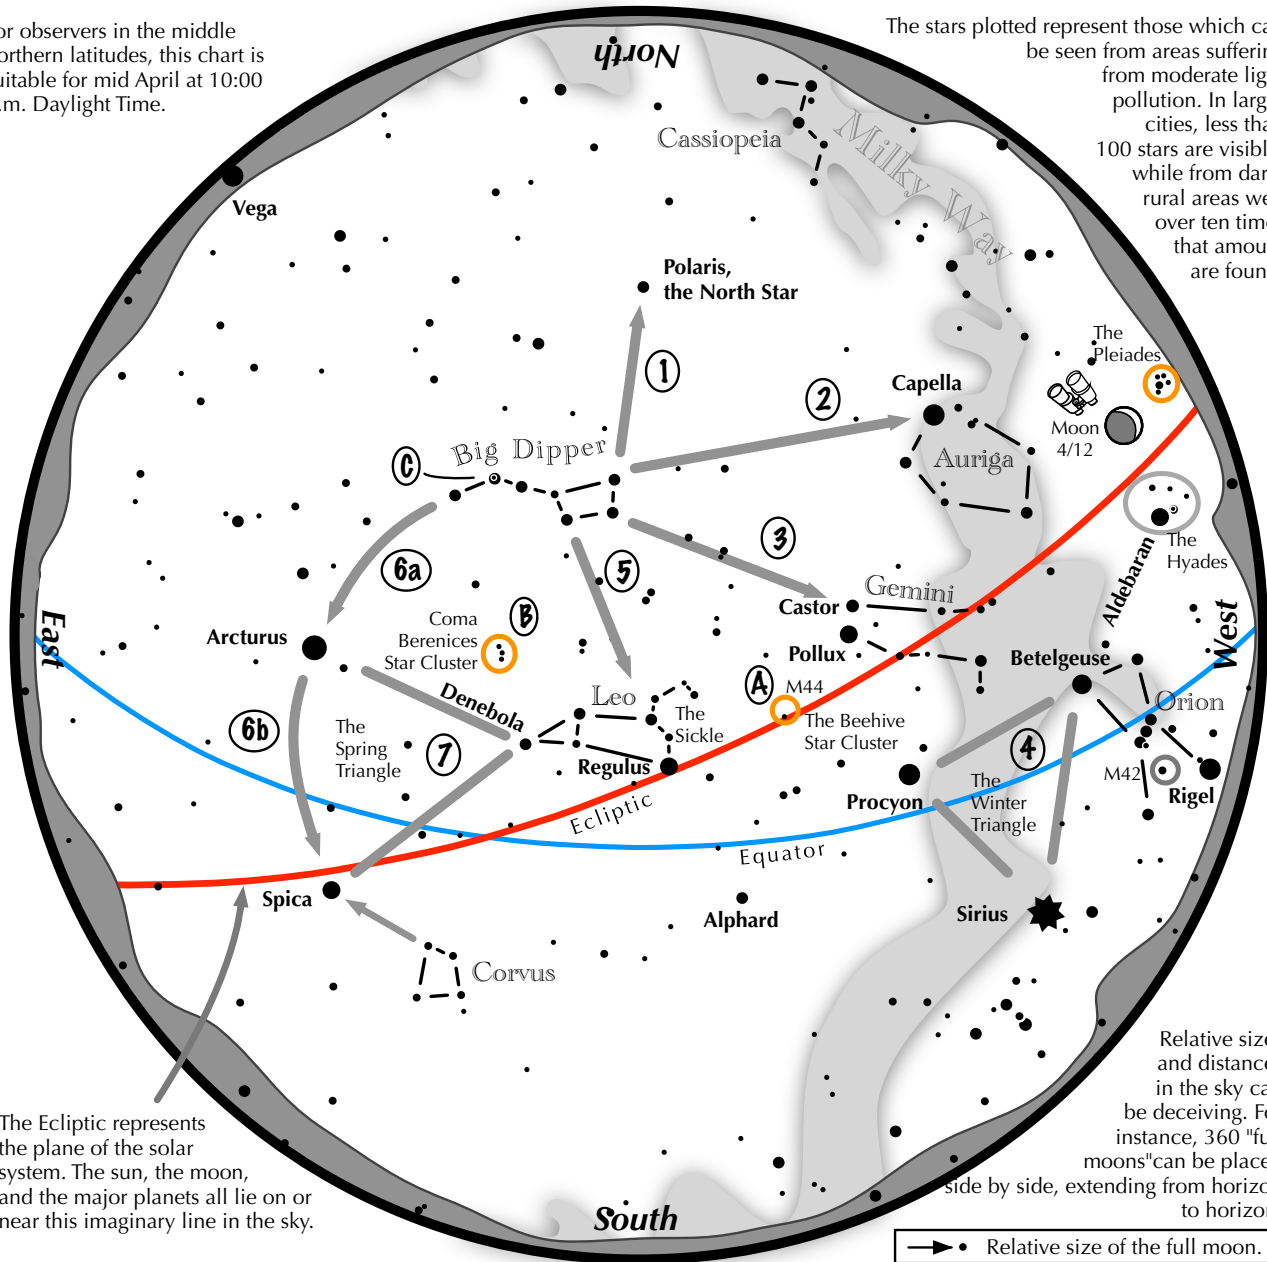 or observers in the middle
orthern latitudes, this chart is
uitable for mid April at 10:00
.m. Daylight Time.
The stars plotted represent those which ca
be seen from areas sufferin
from moderate lig
pollution. In larg
cities, less tha
100 stars are visibl
while from dar
rural areas we
over ten time
that amou
are foun
North
Cassiopeia
Milky Way
Vega
Polaris,
the North Star
The
Pleiades
1
2
Capella
Moon
4/12
Big Dipper
C
Auriga
The
Hyades
Aldebaran
3
5
6a
B
Coma
Berenices
Star Cluster
Castor
Gemini
Pollux
East
West
Arcturus
Betelgeuse
A
M44
The Beehive
Star Cluster
Denebola
Leo
The
Sickle
Orion
6b
The
Spring
Triangle
7
Regulus
4
M42
Rigel
Procyon
The
Winter
Triangle
Ecliptic
Equator
Spica
Alphard
Sirius
Corvus
Relative size
and distance
in the sky ca
be deceiving. Fo
instance, 360 "fu
moons"can be place
side by side, extending from horizo
to horizon
The Ecliptic represents
the plane of the solar
system. The sun, the moon,
and the major planets all lie on or
near this imaginary line in the sky.
South
Relative size of the full moon.